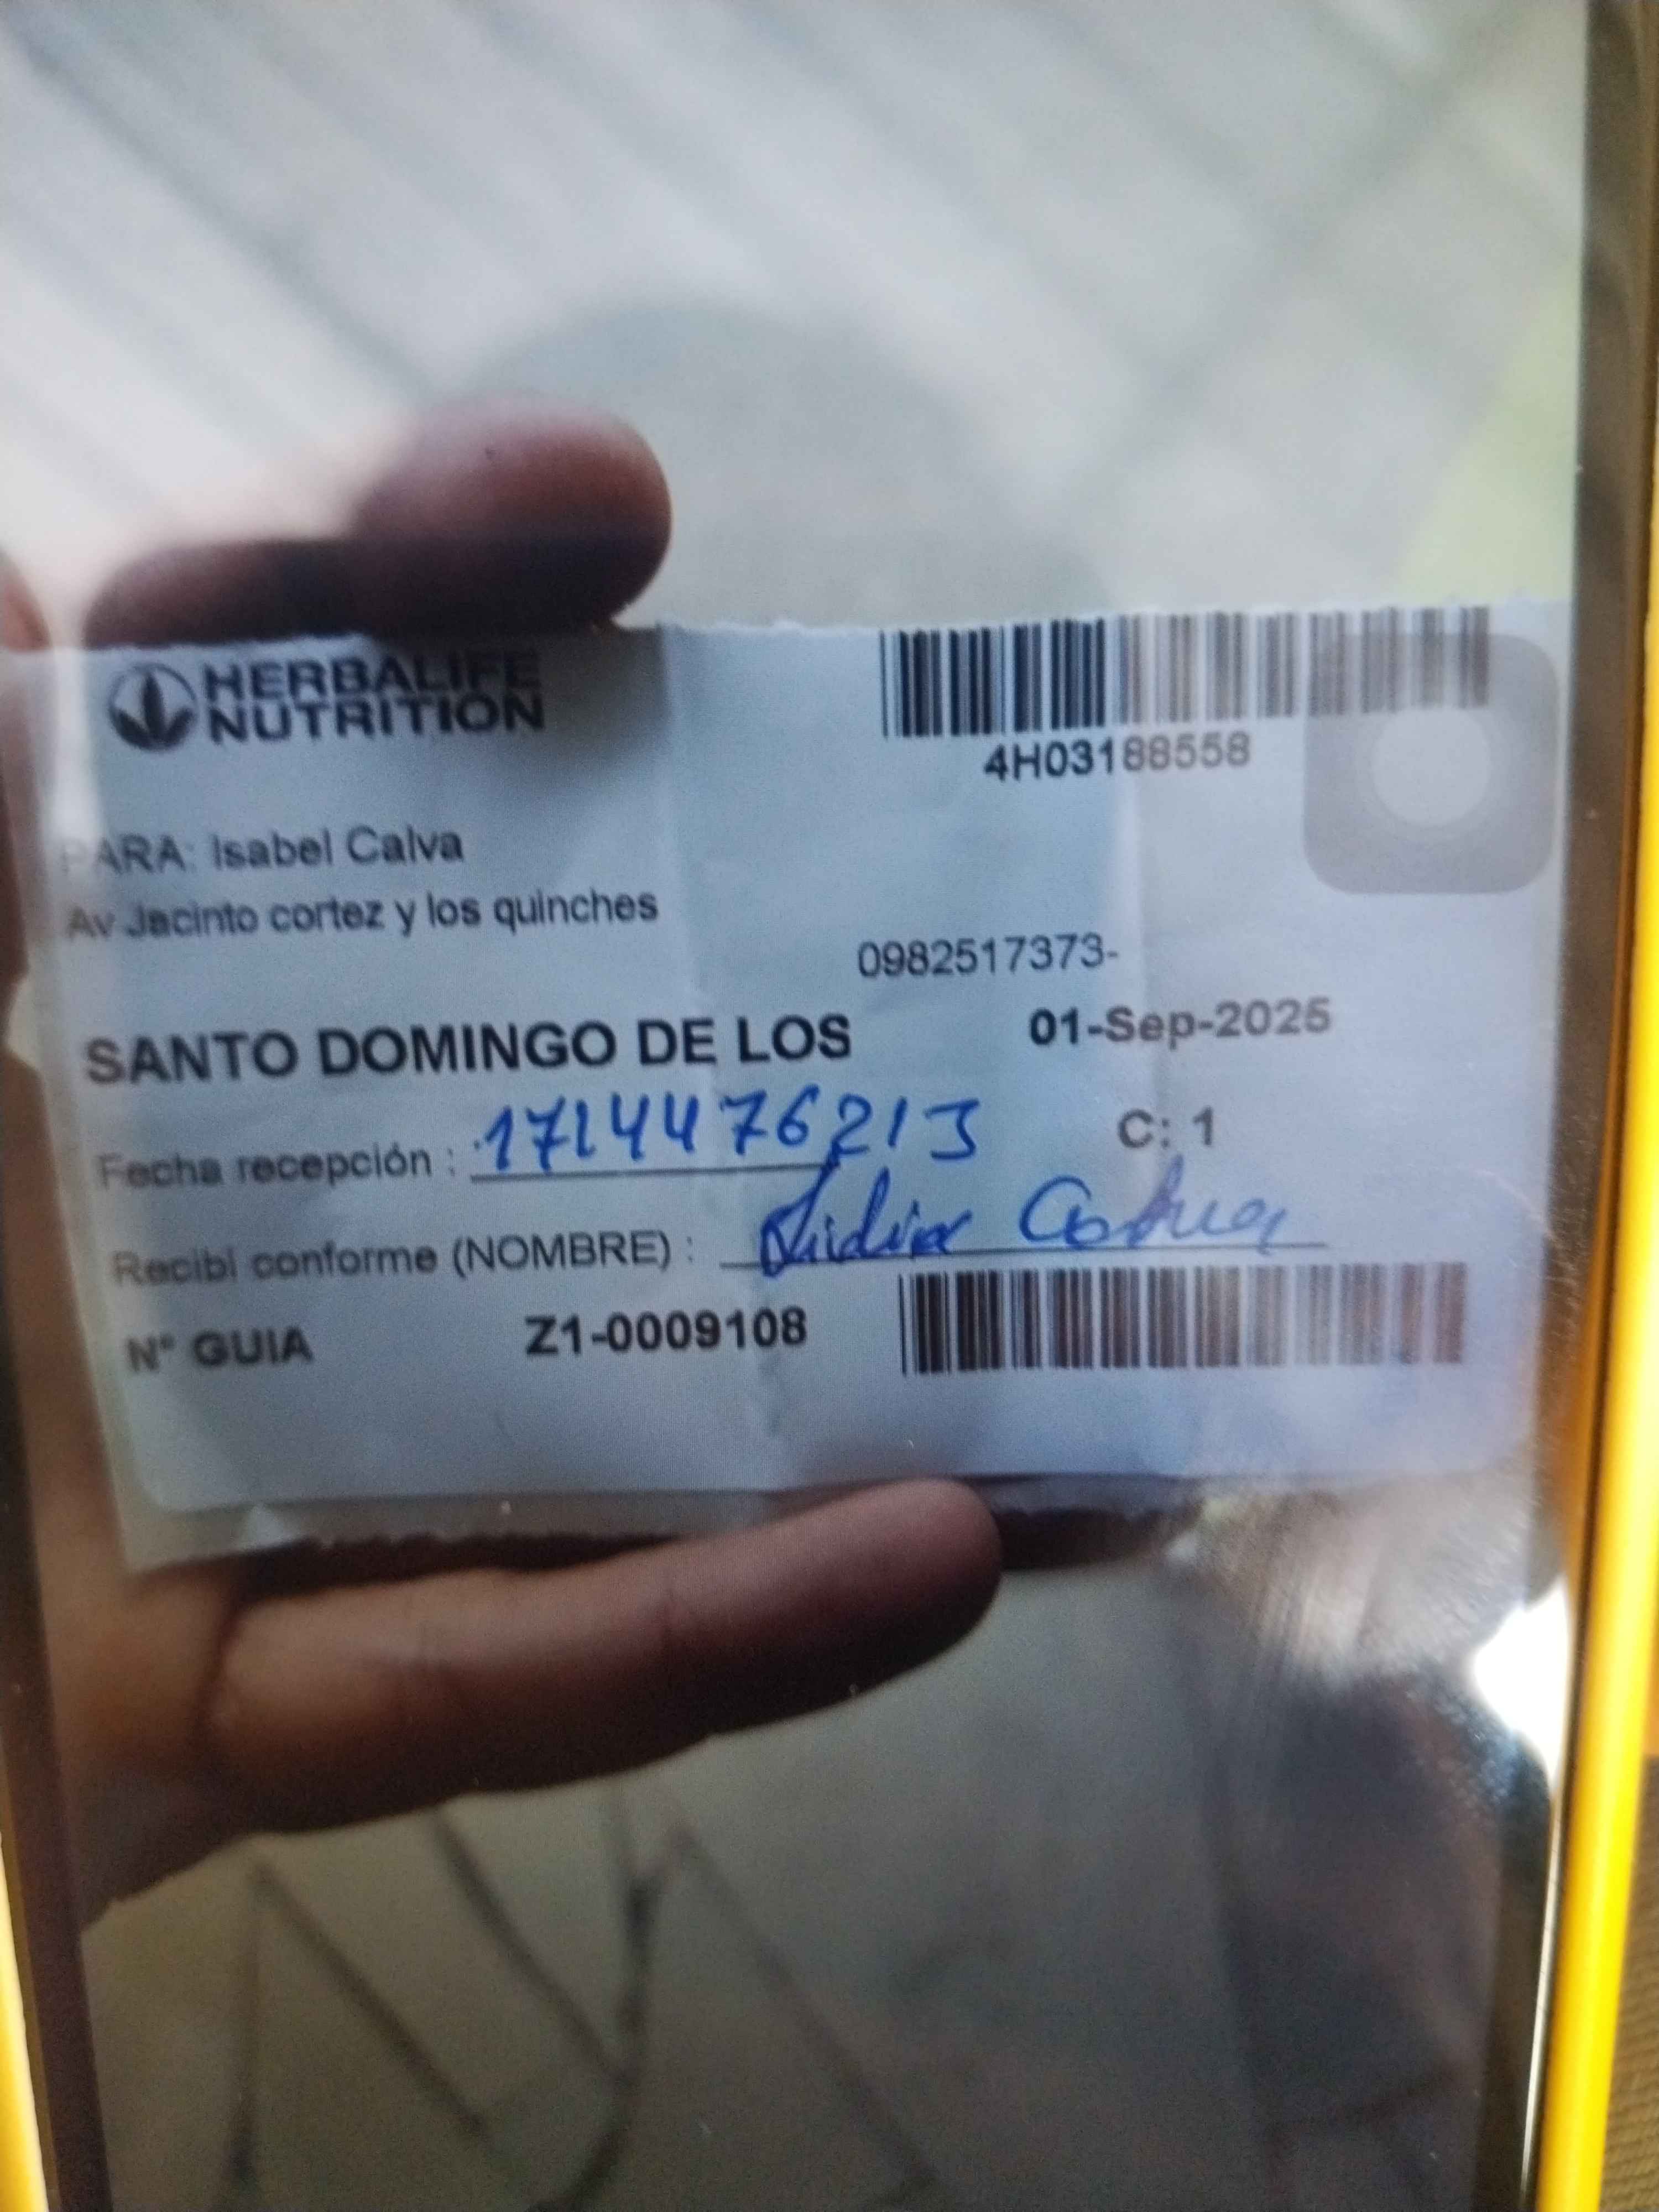 HERBALIFE
NUTRITION
4H03188558
PARA: Isabel Calva
Av Jacinto cortez y los quinches
0982517373-
SANTO DOMINGO DE LOS
01-Sep-2025
Fecha recepción : 1714476213
C: 1
Recibi conforme (NOMBRE) :
N° GUIA Z1-0009108